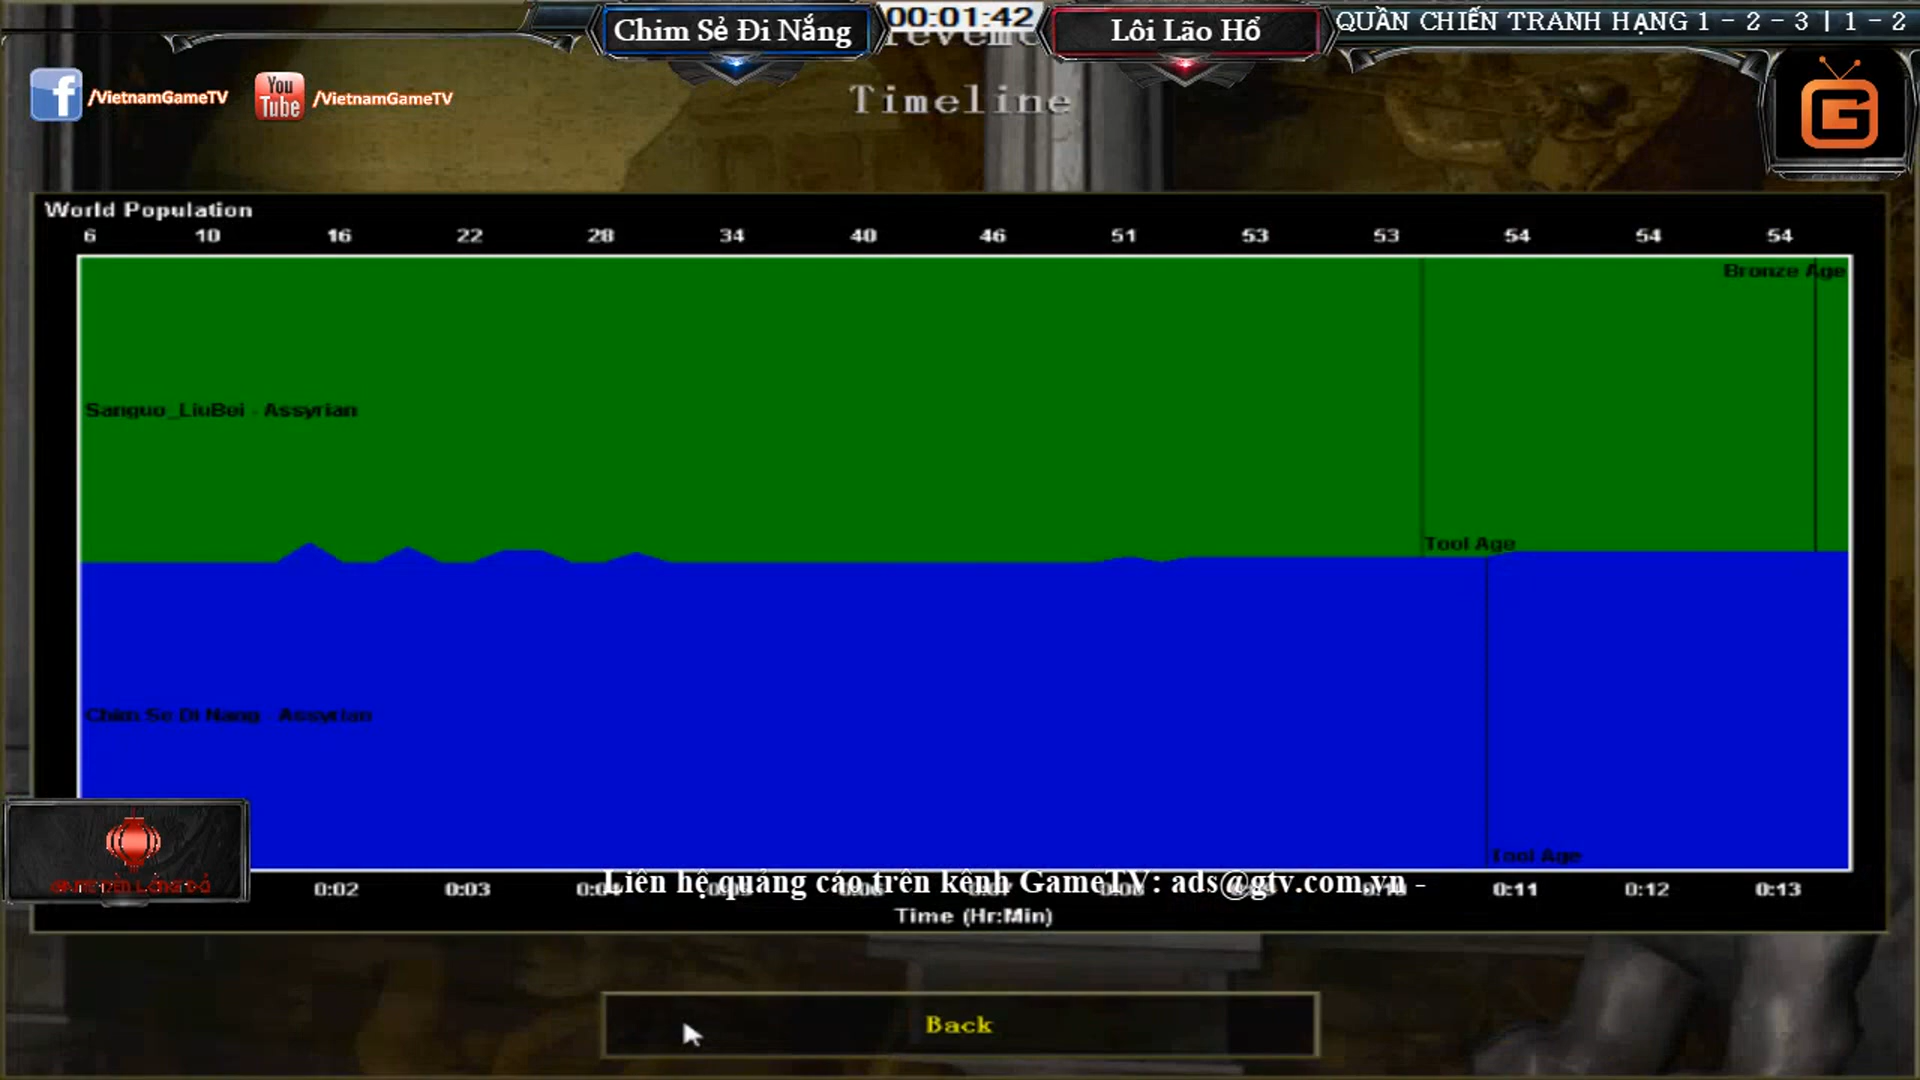 Chim Sẻ Đi Nắng
00:01:42
Lôi Lão Hổ
QUẦN CHIẾN TRANH HẠNG 1 - 2 - 3 | 1 - 2
/VietnamGameTV
You Tube
/VietnamGameTV
Timeline
World Population
6 10 16 22 28 34 40 46 51 53 53 54 54 54
Bronze Age
Sanguo_LiuBei - Assyrian
Tool Age
Chim Se Di Nang - Assyrian
Tool Age
Liên hệ quảng cáo trên kênh GameTV: ads@gtv.com.vn -
0:02 0:03 0:11 0:12 0:13
Time (Hr:Min)
Back